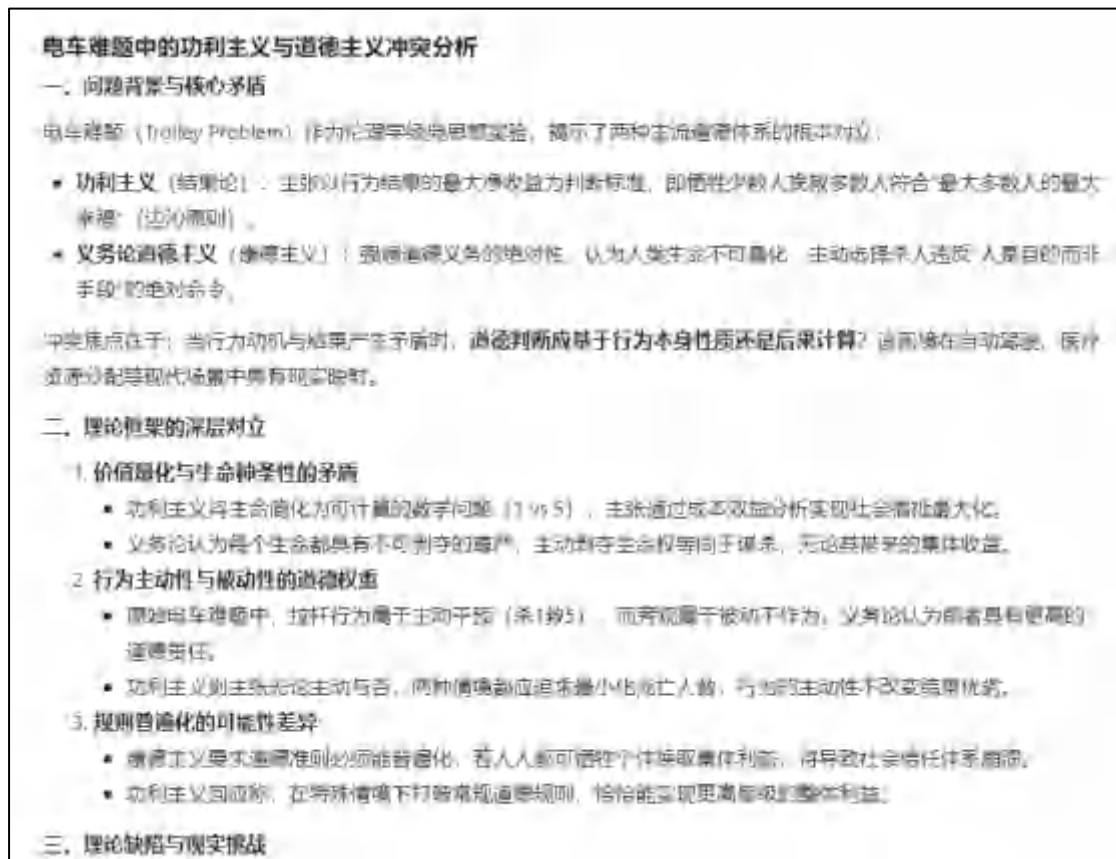 电车难题中的功利主义与道德主义冲突分析
一、问题背景与核心矛盾
电车难题（Trolley Problem）作为伦理学经典思想实验，揭示了两种主流道德体系的根本对立：
• 功利主义（结果论）：主张以行为结果的最大净收益为判断标准，即牺牲少数人换取多数人符合“最大多数人的最大
幸福”（边沁原则）。
• 义务论道德主义（康德主义）：强调道德义务的绝对性，认为人类生命不可量化，主动选择杀人违反“人是目的而非
手段”的绝对命令。
冲突焦点在于：当行为动机与结果产生矛盾时，道德判断应基于行为本身性质还是后果计算？该困境在自动驾驶、医疗
资源分配等现代场景中具有现实映射。
二、理论框架的深层对立
1. 价值量化与生命神圣性的矛盾
• 功利主义将生命简化为可计算的数学问题（1 vs 5），主张通过成本效益分析实现社会福祉最大化。
• 义务论认为每个生命都具有不可剥夺的尊严，主动剥夺生命权等同于谋杀，无论其带来的集体收益。
2. 行为主动性与被动性的道德权重
• 原始电车难题中，拉杆行为属于主动干预（杀1救5），而旁观属于被动不作为，义务论认为前者具有更高的
道德责任。
• 功利主义则主张无论主动与否，两种情境都应追求最小化死亡人数，行为的主动性不改变结果优劣。
3. 规则普遍化的可能性差异
• 康德主义要求道德准则必须能普遍化，若人人都可牺牲个体换取集体利益，将导致社会信任体系崩溃。
• 功利主义回应称，在特殊情境下打破常规道德规则，恰恰能实现更高层级的整体利益。
三、理论缺陷与现实挑战